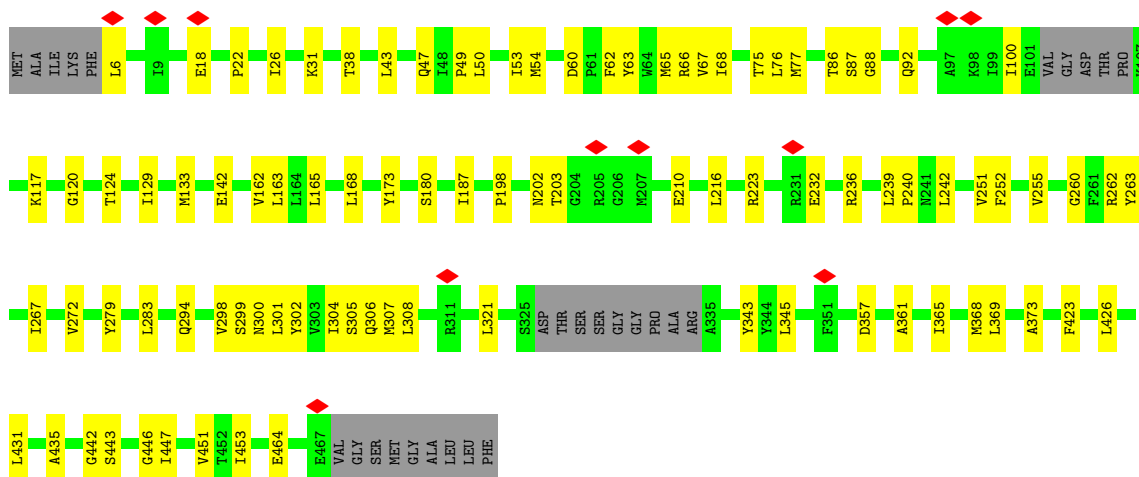 MET ALA ILE LYS PHE L6 I9 E18 P22 I26 K31 T38 L43 Q47 I48 P49 L50 I53 M54 D60 P61 F62 Y63 W64 M65 R66 V67 I68 T75 L76 M77 T86 S87 G88 Q92 A97 K98 I99 I100 E101 VAL GLY ASP THR PRO
K117 G120 T124 I129 M133 E142 V162 L163 L164 L165 L168 Y173 S180 I187 P198 N202 T203 G204 R205 G206 M207 E210 L216 R223 R231 E232 R236 L239 P240 N241 L242 V251 F252 V255 G260 F261 R262 Y263
I267 V272 Y279 L283 Q294 V298 S299 N300 L301 Y302 V303 I304 S305 Q306 M307 L308 R311 L321 S325 ASP THR SER SER GLY GLY PRO ALA ARG A335 Y343 Y344 L345 F351 D357 A361 I365 M368 L369 A373 F423 L426
L431 A435 G442 S443 G446 I447 V451 T452 I453 E464 E467 VAL GLY SER MET GLY ALA LEU LEU PHE